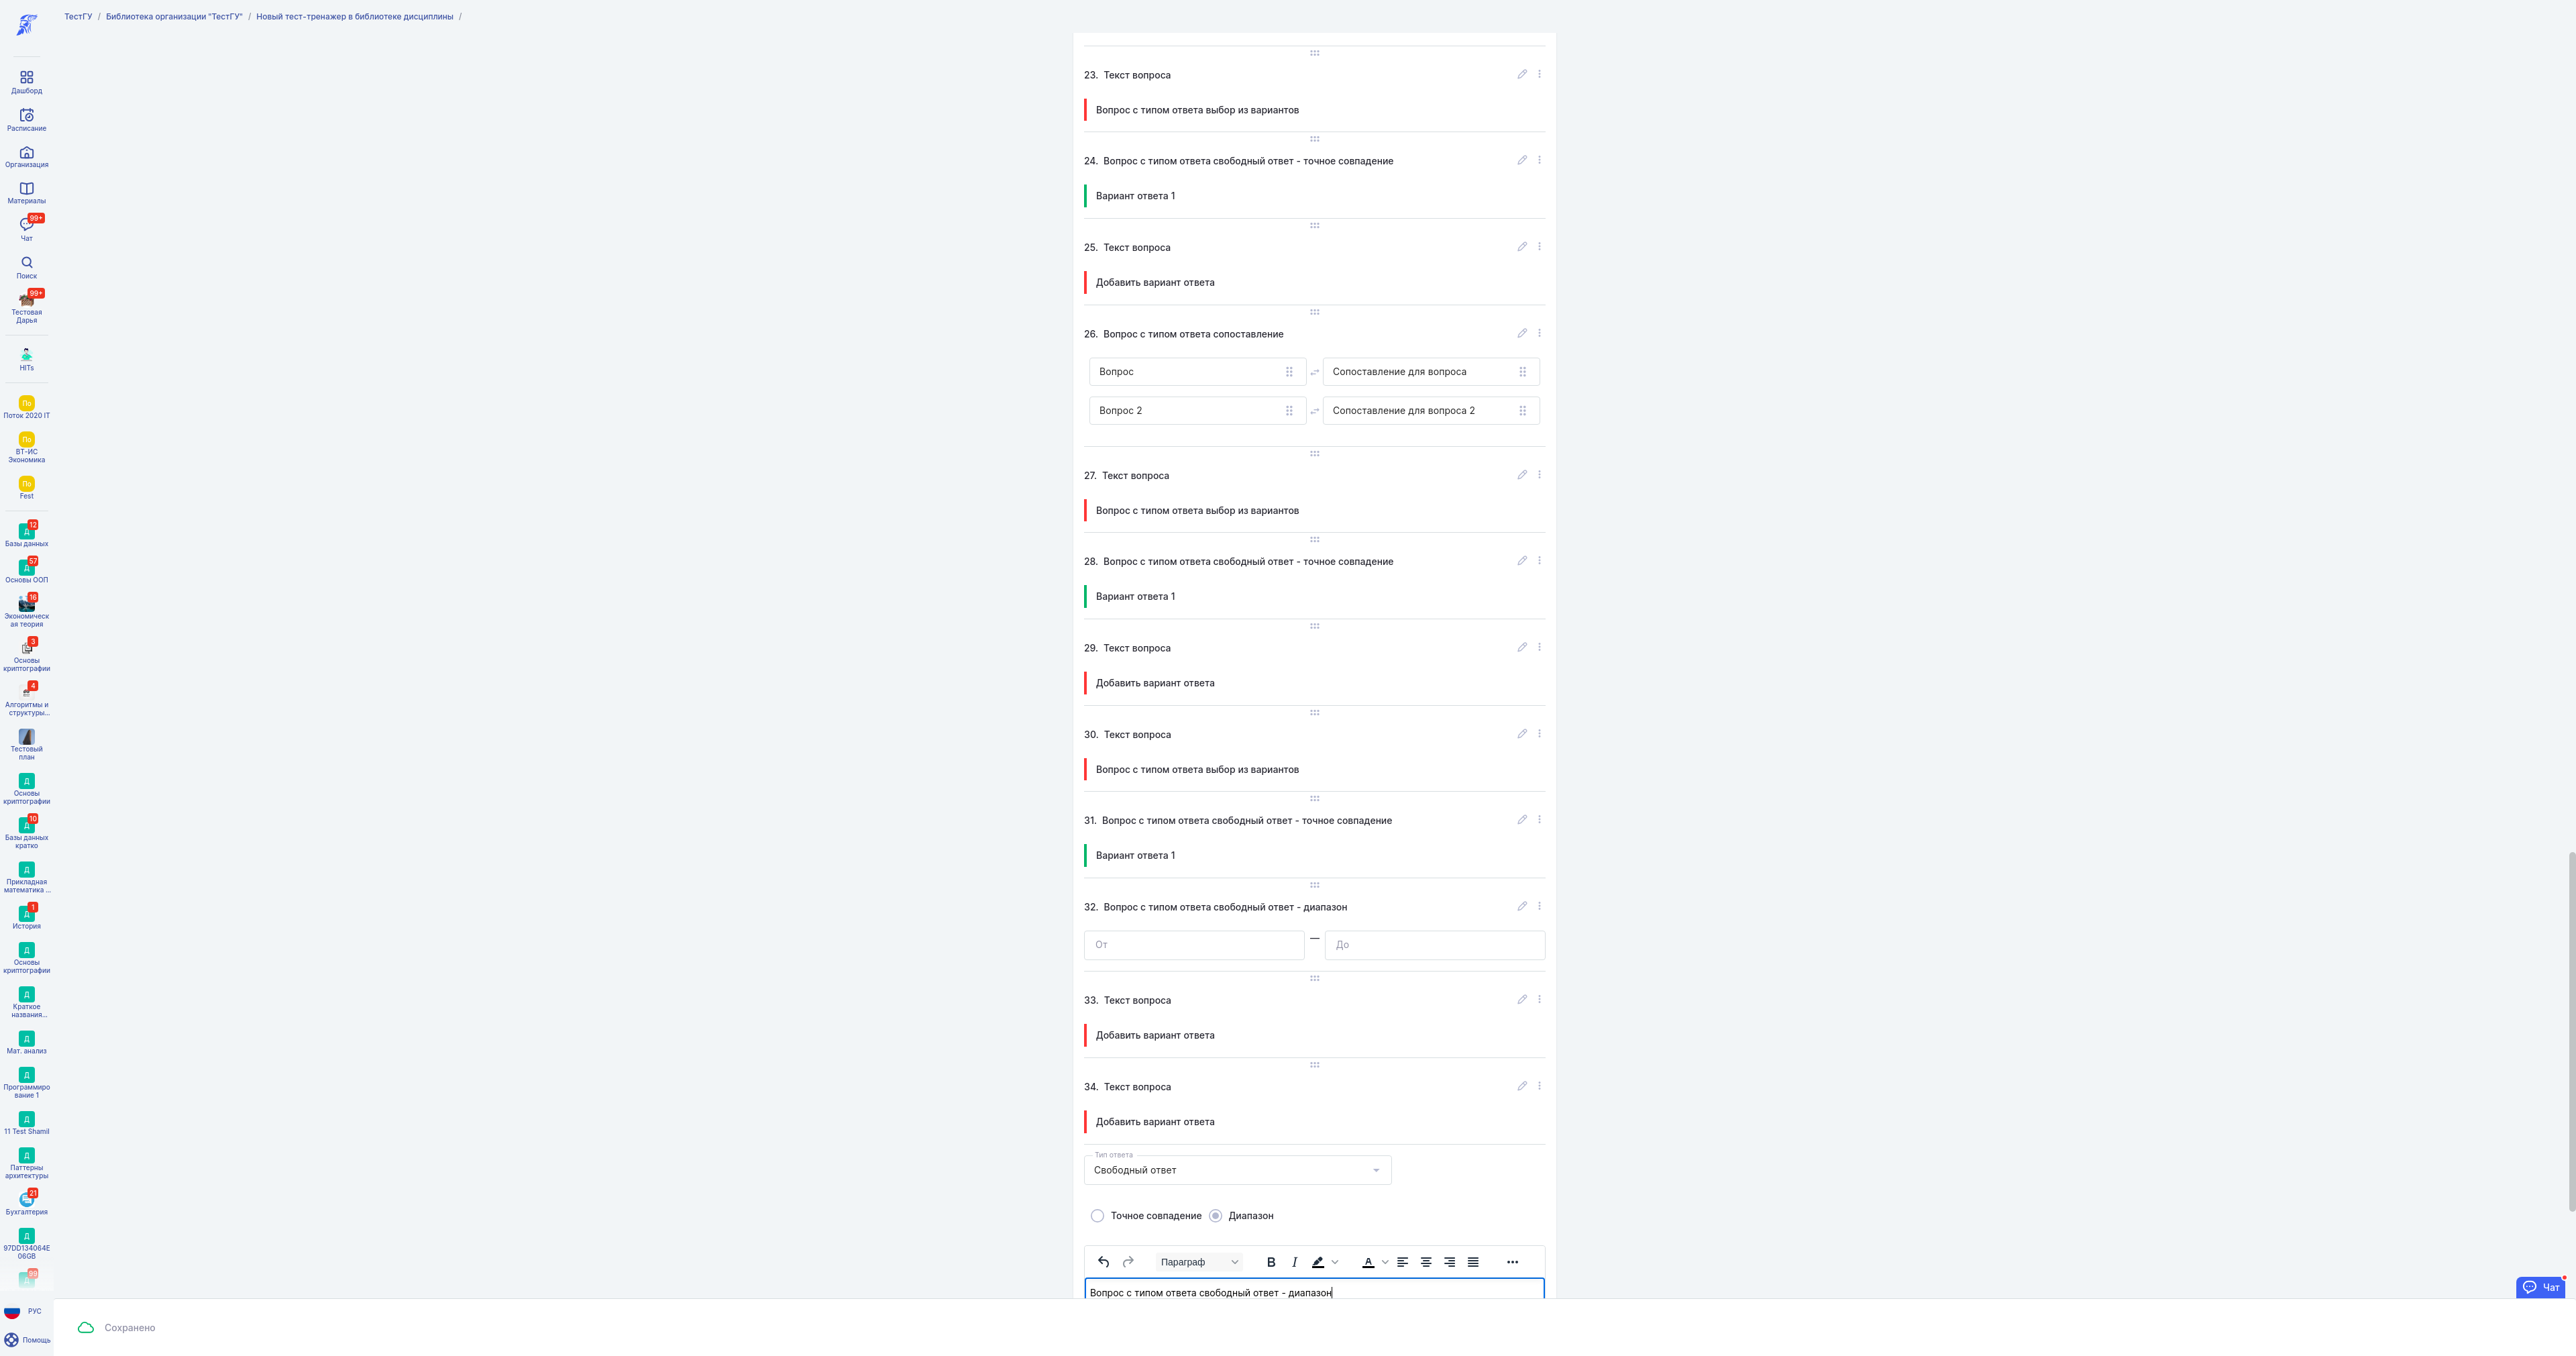 ТестГУ / Библиотека организации "ТестГУ" / Новый тест-тренажер в библиотеке дисциплины /
Дашборд
Расписание
Организация
Материалы
99+
Чат
Поиск
99+
Тестовая
Дарья
HITs
По
Поток 2020 IT
По
ВТ-ИС
Экономика
По
Fest
12
Д
Базы данных
57
Д
Основы ООП
16
Экономическ
ая теория
3
Основы
криптографии
4
Алгоритмы и
структуры...
Тестовый
план
Д
Основы
криптографии
10
Д
Базы данных
кратко
Д
Прикладная
математика ...
1
Д
История
Д
Основы
криптографии
Д
Краткое
названия...
Д
Мат. анализ
Д
Программиро
вание 1
Д
11 Test Shamil
Д
Паттерны
архитектуры
21
Бухгалтерия
Д
97DD134064E
06GB
99
Д
РУС
Помощь
23. Текст вопроса
Вопрос с типом ответа выбор из вариантов
24. Вопрос с типом ответа свободный ответ - точное совпадение
Вариант ответа 1
25. Текст вопроса
Добавить вариант ответа
26. Вопрос с типом ответа сопоставление
Вопрос Сопоставление для вопроса
Вопрос 2 Сопоставление для вопроса 2
27. Текст вопроса
Вопрос с типом ответа выбор из вариантов
28. Вопрос с типом ответа свободный ответ - точное совпадение
Вариант ответа 1
29. Текст вопроса
Добавить вариант ответа
30. Текст вопроса
Вопрос с типом ответа выбор из вариантов
31. Вопрос с типом ответа свободный ответ - точное совпадение
Вариант ответа 1
32. Вопрос с типом ответа свободный ответ - диапазон
От — До
33. Текст вопроса
Добавить вариант ответа
34. Текст вопроса
Добавить вариант ответа
Тип ответа
Свободный ответ
Точное совпадение Диапазон
Параграф B I A
Вопрос с типом ответа свободный ответ - диапазон
Чат
Сохранено